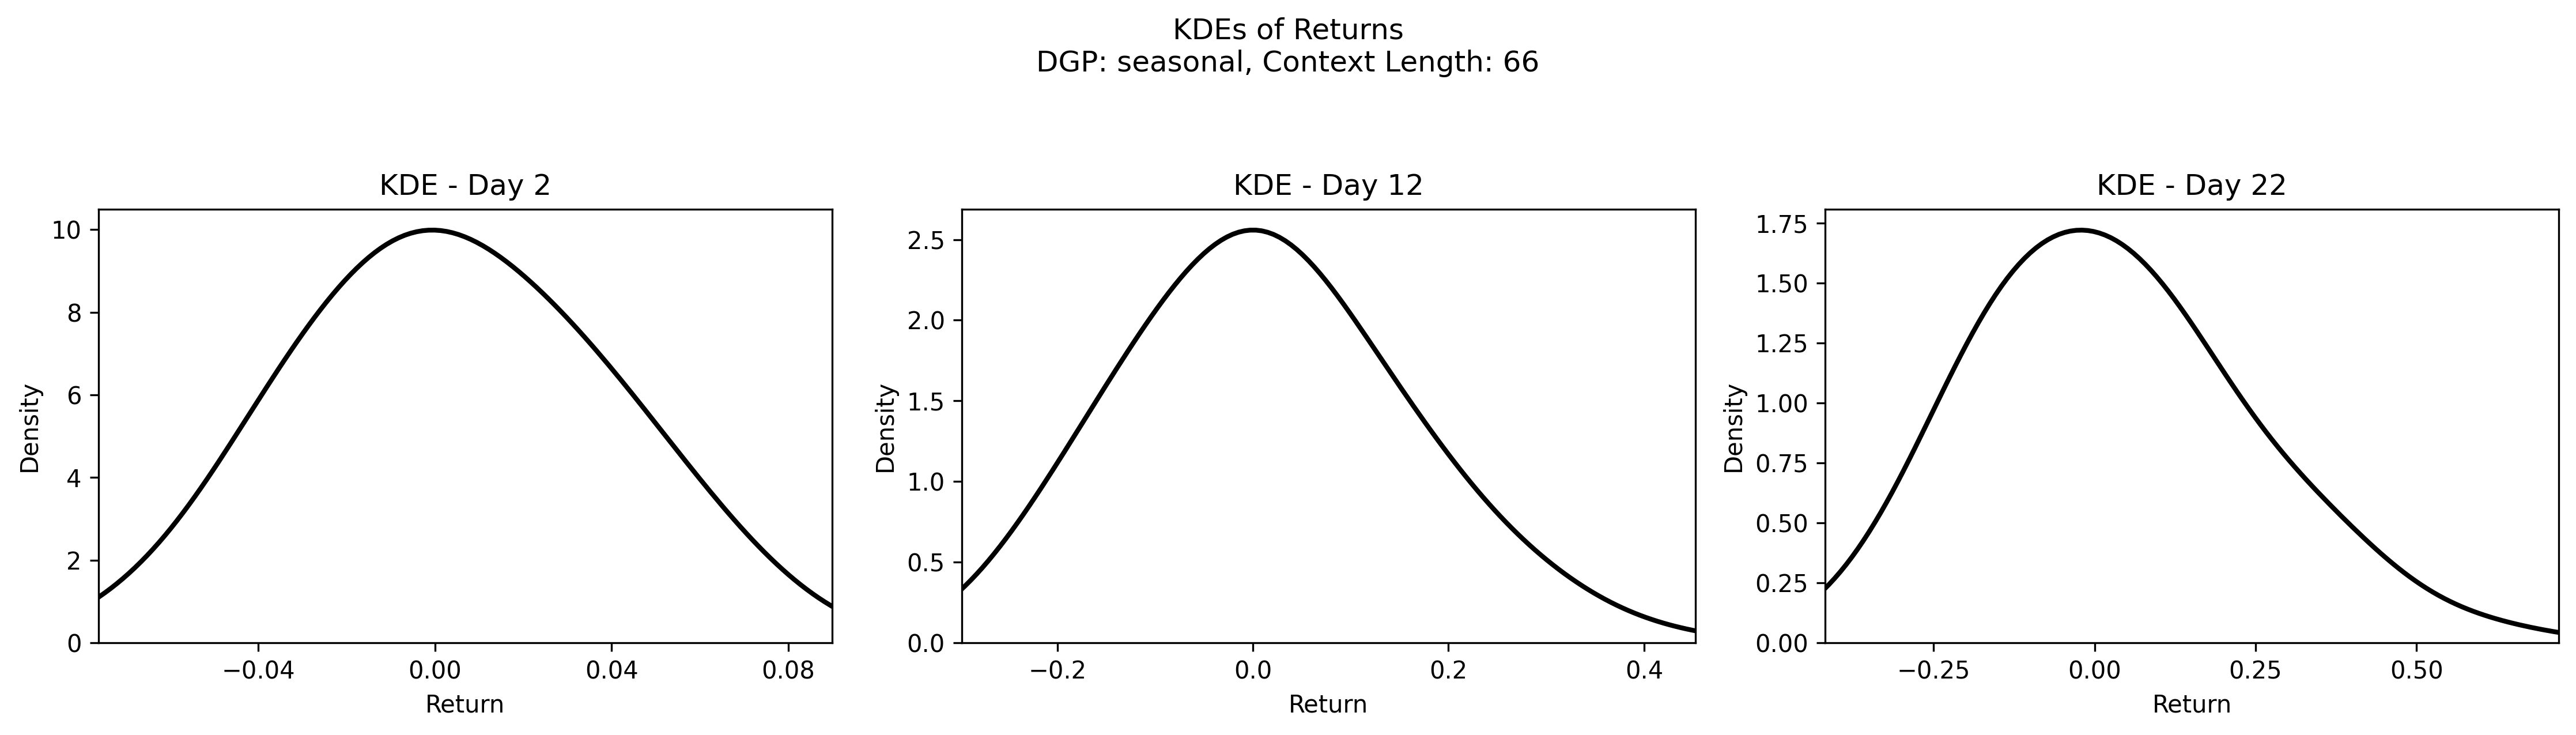 KDEs of Returns
DGP: seasonal, Context Length: 66
KDE - Day 2
10
8
6
4
2
0
Density
−0.04
0.00
0.04
0.08
Return
KDE - Day 12
2.5
2.0
1.5
1.0
0.5
0.0
Density
−0.2
0.0
0.2
0.4
Return
KDE - Day 22
1.75
1.50
1.25
1.00
0.75
0.50
0.25
0.00
Density
−0.25
0.00
0.25
0.50
Return